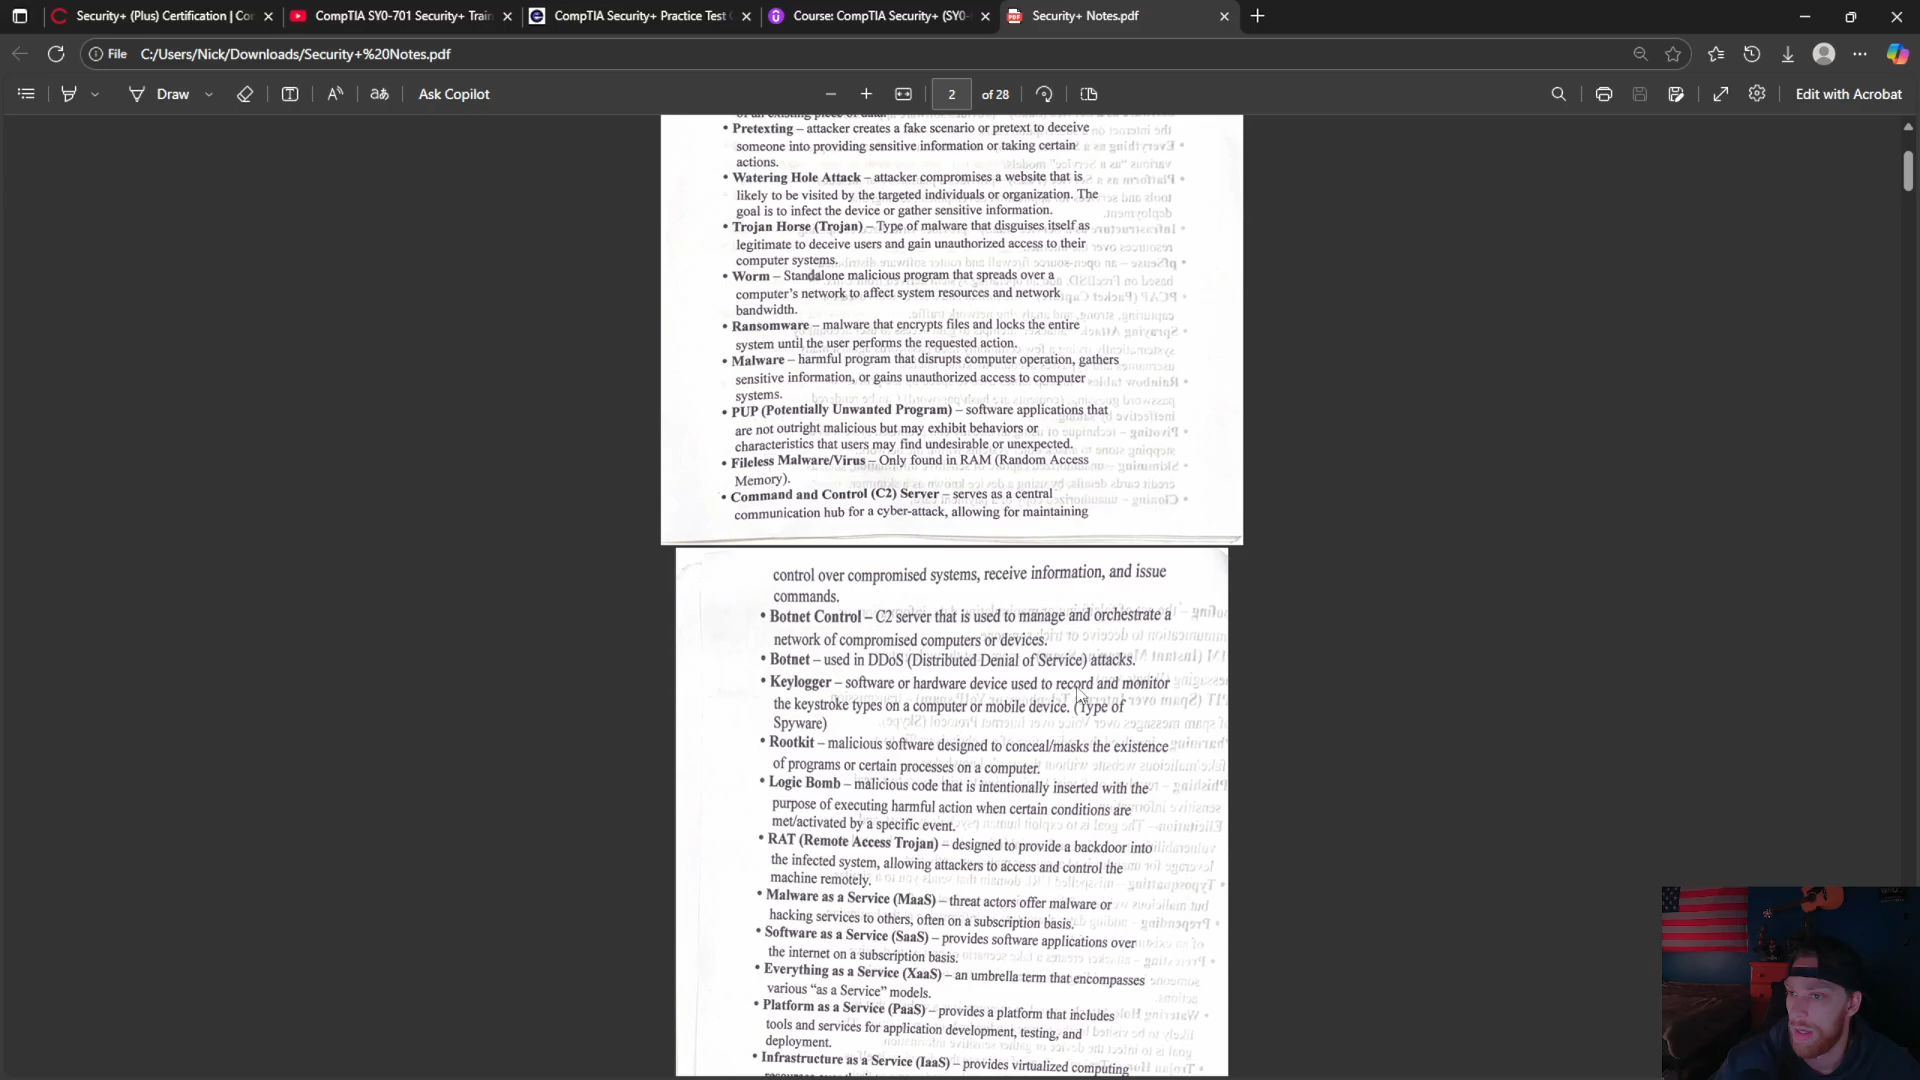 Security+ (Plus) Certification | Co
CompTIA SY0-701 Security+ Train
CompTIA Security+ Practice Test
Course: CompTIA Security+ (SY0-
Security+ Notes.pdf
File C:/Users/Nick/Downloads/Security+%20Notes.pdf
Draw
Ask Copilot
2 of 28
Edit with Acrobat
of an existing piece of data.
• Pretexting – attacker creates a fake scenario or pretext to deceive
someone into providing sensitive information or taking certain
actions.
• Watering Hole Attack – attacker compromises a website that is
likely to be visited by the targeted individuals or organization. The
goal is to infect the device or gather sensitive information.
• Trojan Horse (Trojan) – Type of malware that disguises itself as
legitimate to deceive users and gain unauthorized access to their
computer systems.
• Worm – Standalone malicious program that spreads over a
computer's network to affect system resources and network
bandwidth.
• Ransomware – malware that encrypts files and locks the entire
system until the user performs the requested action.
• Malware – harmful program that disrupts computer operation, gathers
sensitive information, or gains unauthorized access to computer
systems.
• PUP (Potentially Unwanted Program) – software applications that
are not outright malicious but may exhibit behaviors or
characteristics that users may find undesirable or unexpected.
• Fileless Malware/Virus – Only found in RAM (Random Access
Memory).
• Command and Control (C2) Server – serves as a central
communication hub for a cyber-attack, allowing for maintaining
control over compromised systems, receive information, and issue
commands.
• Botnet Control – C2 server that is used to manage and orchestrate a
network of compromised computers or devices.
• Botnet – used in DDoS (Distributed Denial of Service) attacks.
• Keylogger – software or hardware device used to record and monitor
the keystroke types on a computer or mobile device. (Type of
Spyware)
• Rootkit – malicious software designed to conceal/masks the existence
of programs or certain processes on a computer.
• Logic Bomb – malicious code that is intentionally inserted with the
purpose of executing harmful action when certain conditions are
met/activated by a specific event.
• RAT (Remote Access Trojan) – designed to provide a backdoor into
the infected system, allowing attackers to access and control the
machine remotely.
• Malware as a Service (MaaS) – threat actors offer malware or
hacking services to others, often on a subscription basis.
• Software as a Service (SaaS) – provides software applications over
the internet on a subscription basis.
• Everything as a Service (XaaS) – an umbrella term that encompasses
various "as a Service" models.
• Platform as a Service (PaaS) – provides a platform that includes
tools and services for application development, testing, and
deployment.
• Infrastructure as a Service (IaaS) – provides virtualized computing